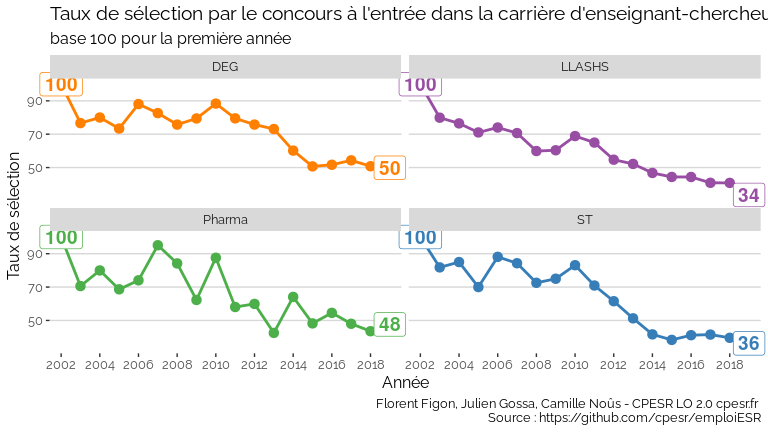 Taux de sélection par le concours à l'entrée dans la carrière d'enseignant-chercheu
base 100 pour la première année
DEG
LLASHS
100
100
90
70
50
50
34
Taux de sélection
Pharma
ST
100
100
90
70
50
48
36
2002 2004 2006 2008 2010 2012 2014 2016 2018
2002 2004 2006 2008 2010 2012 2014 2016 2018
Année
Florent Figon, Julien Gossa, Camille Noûs - CPESR LO 2.0 cpesr.fr
Source : https://github.com/cpesr/emploiESR